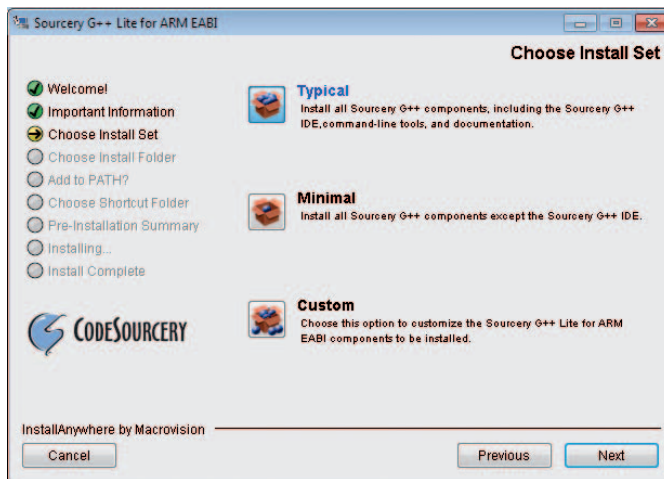 Sourcery G++ Lite for ARM EABI
Choose Install Set
Welcome!
Important Information
Choose Install Set
Choose Install Folder
Add to PATH?
Choose Shortcut Folder
Pre-Installation Summary
Installing...
Install Complete
CODESOURCERY
Typical
Install all Sourcery G++ components, including the Sourcery G++
IDE,command-line tools, and documentation.
Minimal
Install all Sourcery G++ components except the Sourcery G++ IDE.
Custom
Choose this option to customize the Sourcery G++ Lite for ARM
EABI components to be installed.
InstallAnywhere by Macrovision
Cancel
Previous
Next